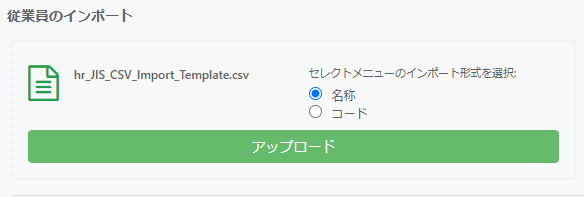 従業員のインポート
hr_JIS_CSV_Import_Template.csv
セレクトメニューのインポート形式を選択:
名称
コード
アップロード